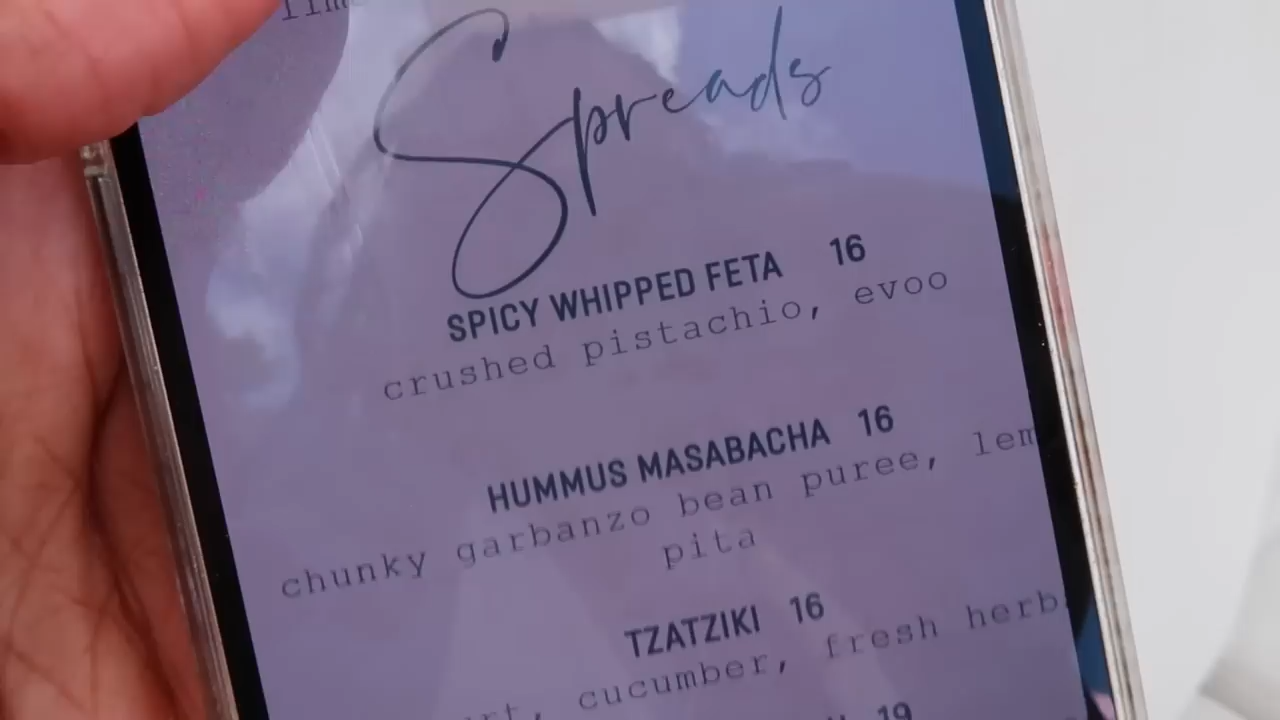 Spreads
SPICY WHIPPED FETA 16
crushed pistachio, evoo
HUMMUS MASABACHA 16
chunky garbanzo bean puree,
pita
TZATZIKI 16
cucumber, fresh
19